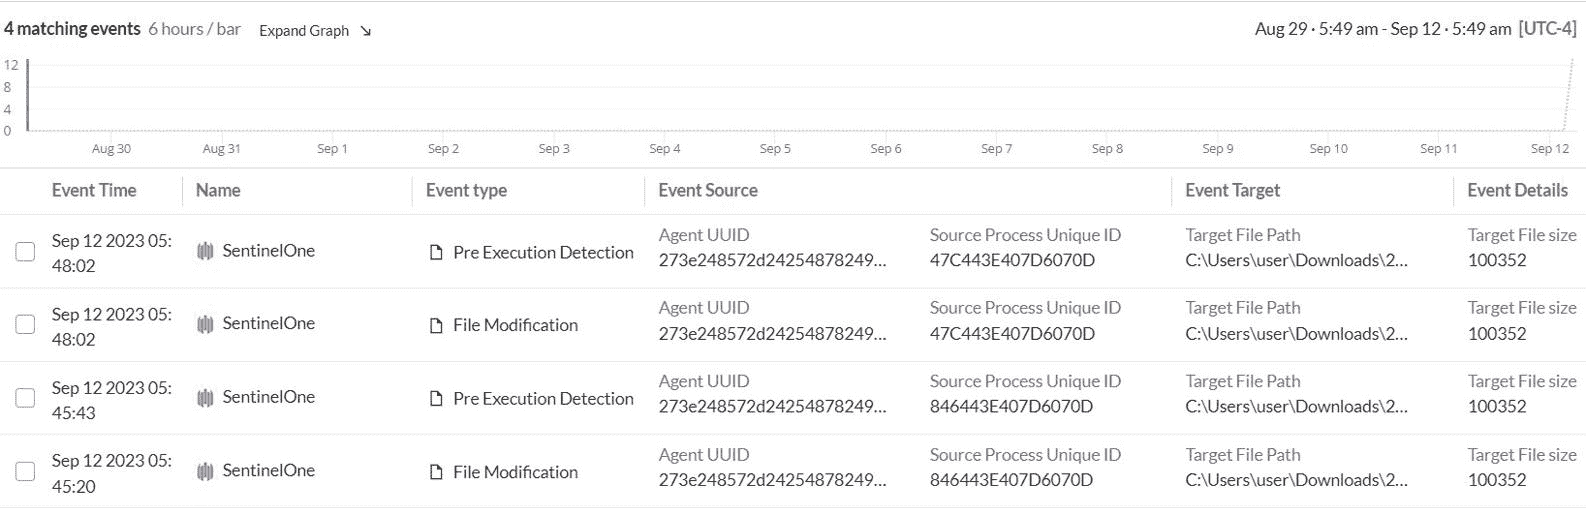 4 matching events 6 hours / bar Expand Graph ↘ Aug 29 · 5:49 am - Sep 12 · 5:49 am [UTC-4]
12
8
4
0
Aug 30 Aug 31 Sep 1 Sep 2 Sep 3 Sep 4 Sep 5 Sep 6 Sep 7 Sep 8 Sep 9 Sep 10 Sep 11 Sep 12
Event Time Name Event type Event Source Event Target Event Details
Sep 12 2023 05: Agent UUID Source Process Unique ID Target File Path Target File size
48:02 SentinelOne Pre Execution Detection 273e248572d24254878249... 47C443E407D6070D C:\Users\user\Downloads\2... 100352
Sep 12 2023 05: Agent UUID Source Process Unique ID Target File Path Target File size
48:02 SentinelOne File Modification 273e248572d24254878249... 47C443E407D6070D C:\Users\user\Downloads\2... 100352
Sep 12 2023 05: Agent UUID Source Process Unique ID Target File Path Target File size
45:43 SentinelOne Pre Execution Detection 273e248572d24254878249... 846443E407D6070D C:\Users\user\Downloads\2... 100352
Sep 12 2023 05: Agent UUID Source Process Unique ID Target File Path Target File size
45:20 SentinelOne File Modification 273e248572d24254878249... 846443E407D6070D C:\Users\user\Downloads\2... 100352